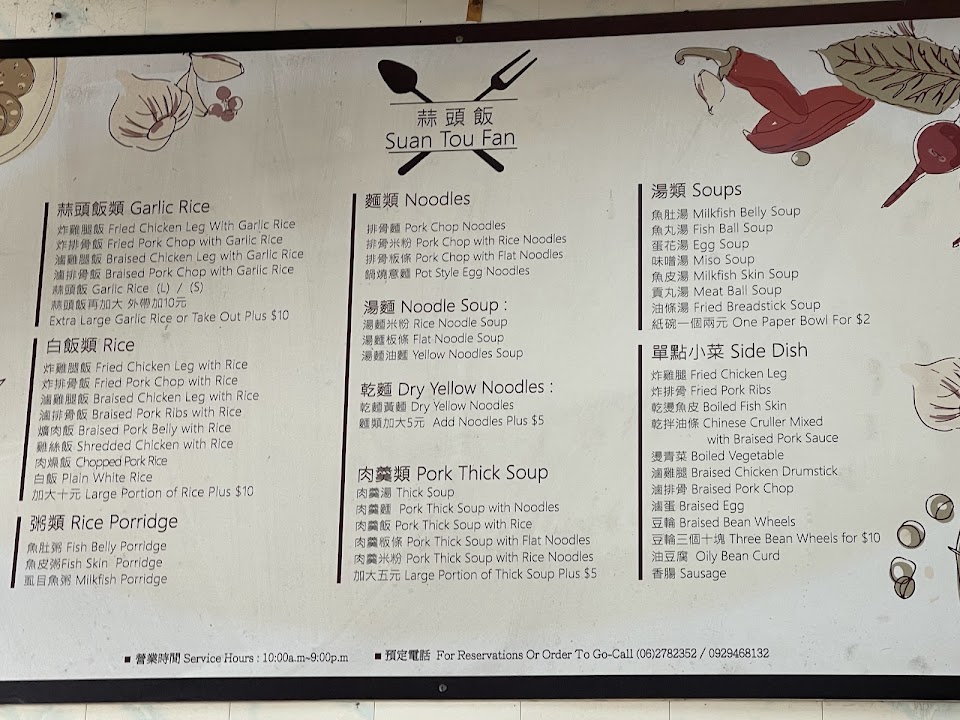 蒜頭飯
Suan Tou Fan
蒜頭飯類 Garlic Rice
炸雞腿飯 Fried Chicken Leg With Garlic Rice
炸排骨飯 Fried Pork Chop with Garlic Rice
滷雞腿飯 Braised Chicken Leg with Garlic Rice
滷排骨飯 Braised Pork Chop with Garlic Rice
蒜頭飯 Garlic Rice (L) / (S)
蒜頭飯再加大 外帶加10元
Extra Large Garlic Rice or Take Out Plus $10
白飯類 Rice
炸雞腿飯 Fried Chicken Leg with Rice
炸排骨飯 Fried Pork Chop with Rice
滷雞腿飯 Braised Chicken Leg with Rice
滷排骨飯 Braised Pork Ribs with Rice
爌肉飯 Braised Pork Belly with Rice
雞絲飯 Shredded Chicken with Rice
肉燥飯 Chopped Pork Rice
白飯 Plain White Rice
加大十元 Large Portion of Rice Plus $10
粥類 Rice Porridge
魚肚粥 Fish Belly Porridge
魚皮粥Fish Skin Porridge
虱目魚粥 Milkfish Porridge
麵類 Noodles
排骨麵 Pork Chop Noodles
排骨米粉 Pork Chop with Rice Noodles
排骨板條 Pork Chop with Flat Noodles
鍋燒意麵 Pot Style Egg Noodles
湯麵 Noodle Soup :
湯麵米粉 Rice Noodle Soup
湯麵板條 Flat Noodle Soup
湯麵油麵 Yellow Noodles Soup
乾麵 Dry Yellow Noodles :
乾麵黃麵 Dry Yellow Noodles
麵類加大5元 Add Noodles Plus $5
肉羹類 Pork Thick Soup
肉羹湯 Thick Soup
肉羹麵 Pork Thick Soup with Noodles
肉羹飯 Pork Thick Soup with Rice
肉羹板條 Pork Thick Soup with Flat Noodles
肉羹米粉 Pork Thick Soup with Rice Noodles
加大五元 Large Portion of Thick Soup Plus $5
湯類 Soups
魚肚湯 Milkfish Belly Soup
魚丸湯 Fish Ball Soup
蛋花湯 Egg Soup
味噌湯 Miso Soup
魚皮湯 Milkfish Skin Soup
貢丸湯 Meat Ball Soup
油條湯 Fried Breadstick Soup
紙碗一個兩元 One Paper Bowl For $2
單點小菜 Side Dish
炸雞腿 Fried Chicken Leg
炸排骨 Fried Pork Ribs
乾燙魚皮 Boiled Fish Skin
乾拌油條 Chinese Cruller Mixed
with Braised Pork Sauce
燙青菜 Boiled Vegetable
滷雞腿 Braised Chicken Drumstick
滷排骨 Braised Pork Chop
滷蛋 Braised Egg
豆輪 Braised Bean Wheels
豆輪三個十塊 Three Bean Wheels for $10
油豆腐 Oily Bean Curd
香腸 Sausage
■ 營業時間 Service Hours : 10:00a.m~9:00p.m
■ 預定電話 For Reservations Or Order To Go-Call (06)2782352 / 0929468132